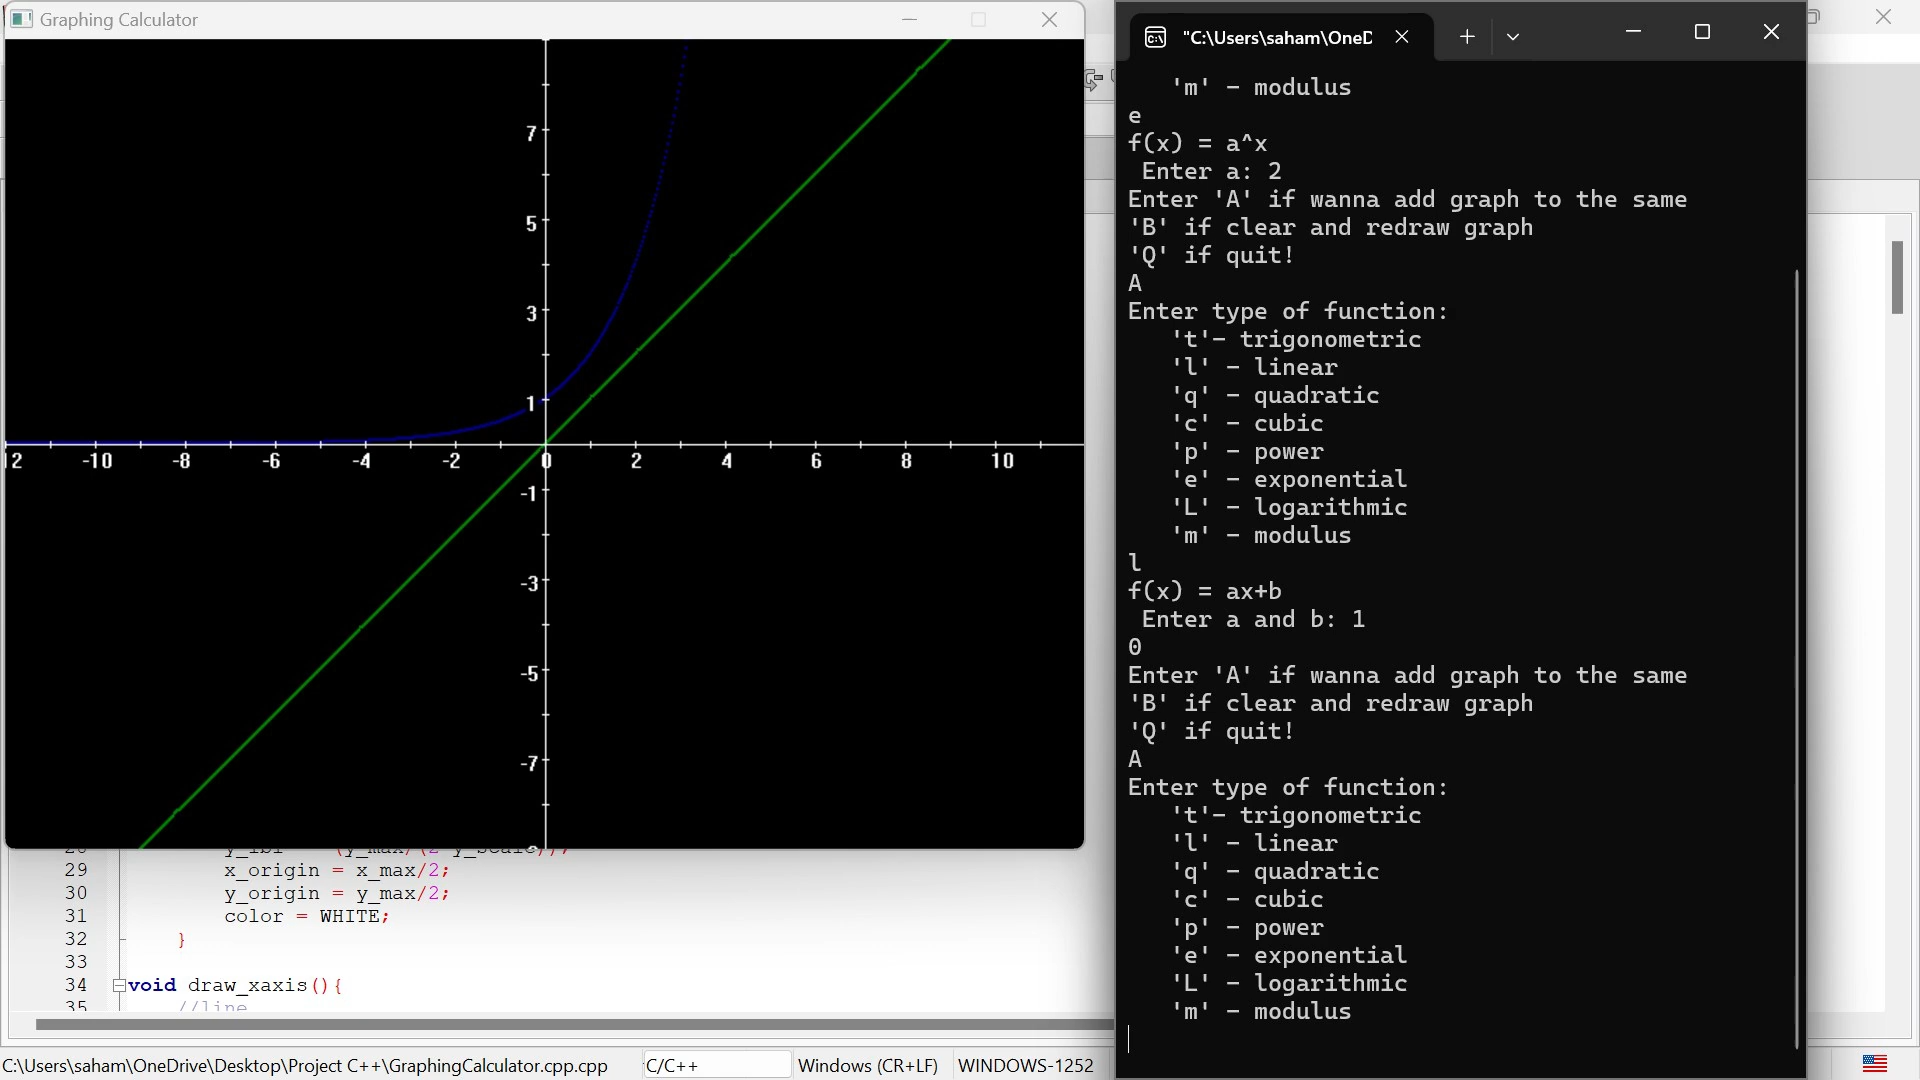 Graphing Calculator
7
5
3
1
12 -10 -8 -6 -4 -2 0 2 4 6 8 10
-1
-3
-5
-7
29 x_origin = x_max/2;
30 y_origin = y_max/2;
31 color = WHITE;
32 }
33
34 void draw_xaxis(){
35 //line
C:\Users\saham\OneDrive\Desktop\Project C++\GraphingCalculator.cpp.cpp C/C++ Windows (CR+LF) WINDOWS-1252
"C:\Users\saham\OneD
'm' - modulus
e
f(x) = a^x
Enter a: 2
Enter 'A' if wanna add graph to the same
'B' if clear and redraw graph
'Q' if quit!
A
Enter type of function:
't'- trigonometric
'l' - linear
'q' - quadratic
'c' - cubic
'p' - power
'e' - exponential
'L' - logarithmic
'm' - modulus
l
f(x) = ax+b
Enter a and b: 1
0
Enter 'A' if wanna add graph to the same
'B' if clear and redraw graph
'Q' if quit!
A
Enter type of function:
't'- trigonometric
'l' - linear
'q' - quadratic
'c' - cubic
'p' - power
'e' - exponential
'L' - logarithmic
'm' - modulus